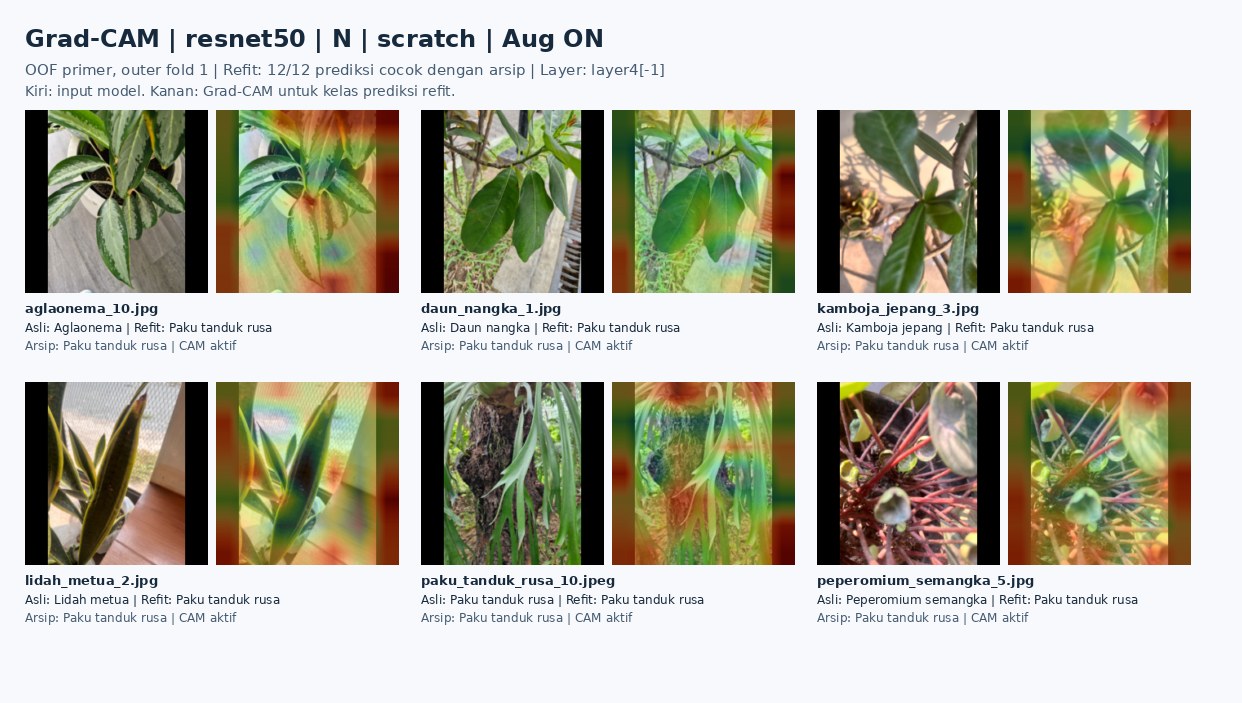 Grad-CAM | resnet50 | N | scratch | Aug ON
OOF primer, outer fold 1 | Refit: 12/12 prediksi cocok dengan arsip | Layer: layer4[-1]
Kiri: input model. Kanan: Grad-CAM untuk kelas prediksi refit.
aglaonema_10.jpg
Asli: Aglaonema | Refit: Paku tanduk rusa
Arsip: Paku tanduk rusa | CAM aktif
daun_nangka_1.jpg
Asli: Daun nangka | Refit: Paku tanduk rusa
Arsip: Paku tanduk rusa | CAM aktif
kamboja_jepang_3.jpg
Asli: Kamboja jepang | Refit: Paku tanduk rusa
Arsip: Paku tanduk rusa | CAM aktif
lidah_metua_2.jpg
Asli: Lidah metua | Refit: Paku tanduk rusa
Arsip: Paku tanduk rusa | CAM aktif
paku_tanduk_rusa_10.jpeg
Asli: Paku tanduk rusa | Refit: Paku tanduk rusa
Arsip: Paku tanduk rusa | CAM aktif
peperomium_semangka_5.jpg
Asli: Peperomium semangka | Refit: Paku tanduk rusa
Arsip: Paku tanduk rusa | CAM aktif